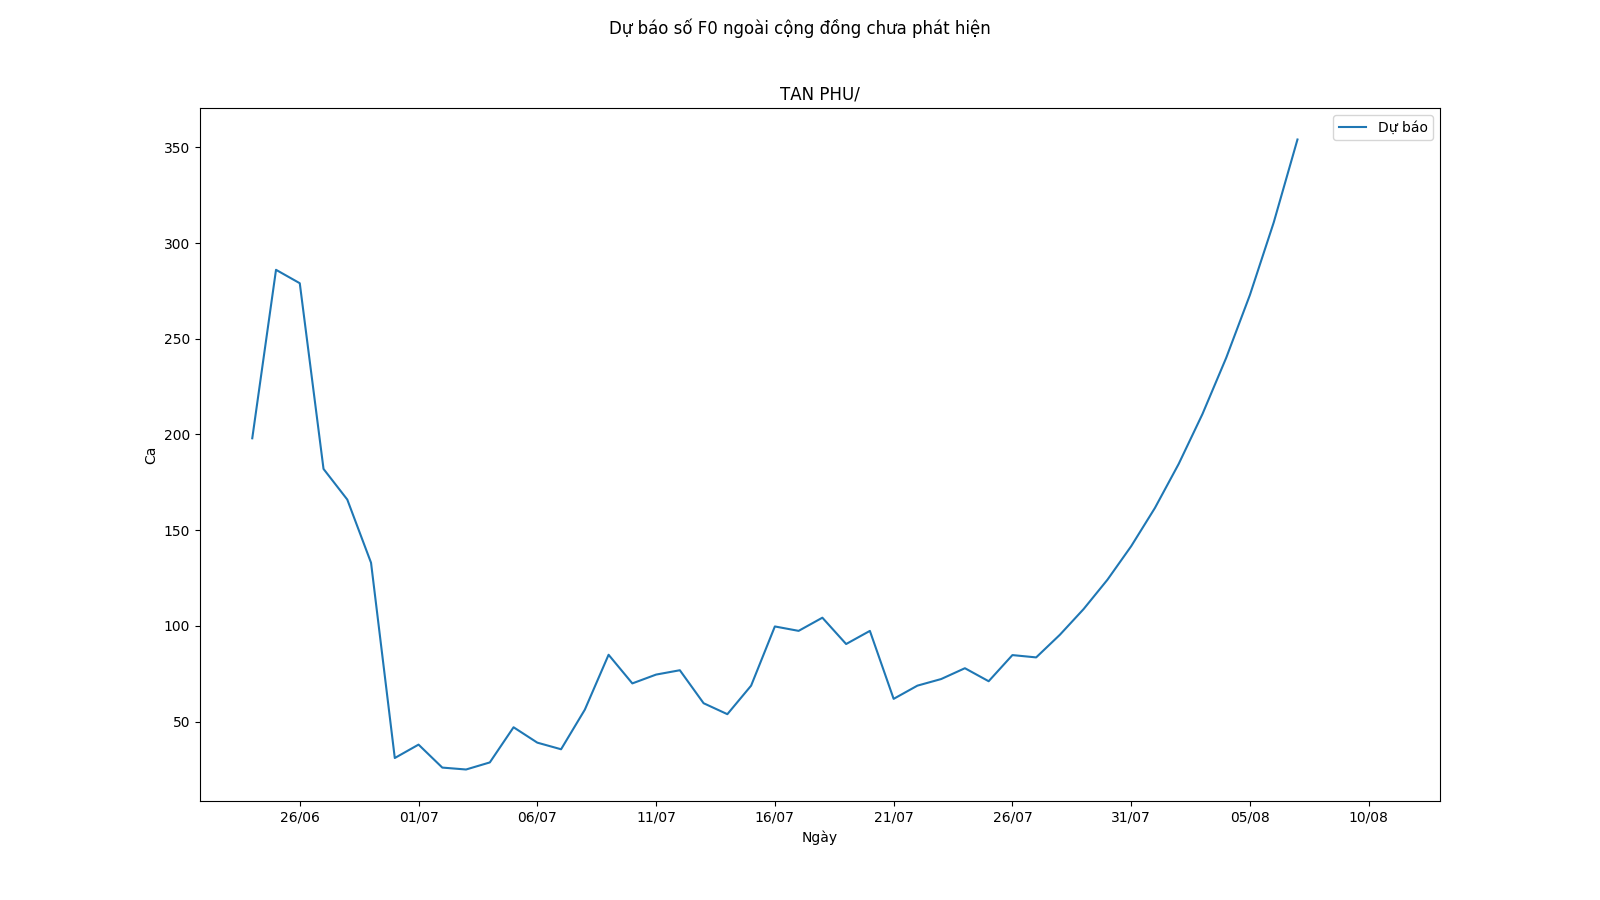 Dự báo số F0 ngoài cộng đồng chưa phát hiện
TAN PHU/
Dự báo
350
300
250
200
150
100
50
Ca
26/06 01/07 06/07 11/07 16/07 21/07 26/07 31/07 05/08 10/08
Ngày